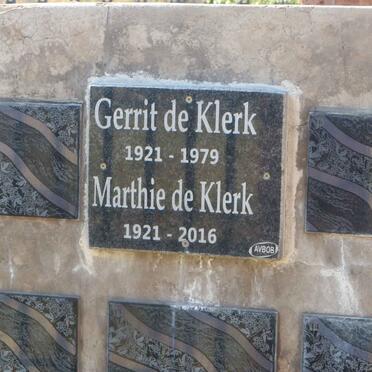 Gerrit de Klerk
1921 - 1979
Marthie de Klerk
1921 - 2016
AVBOB